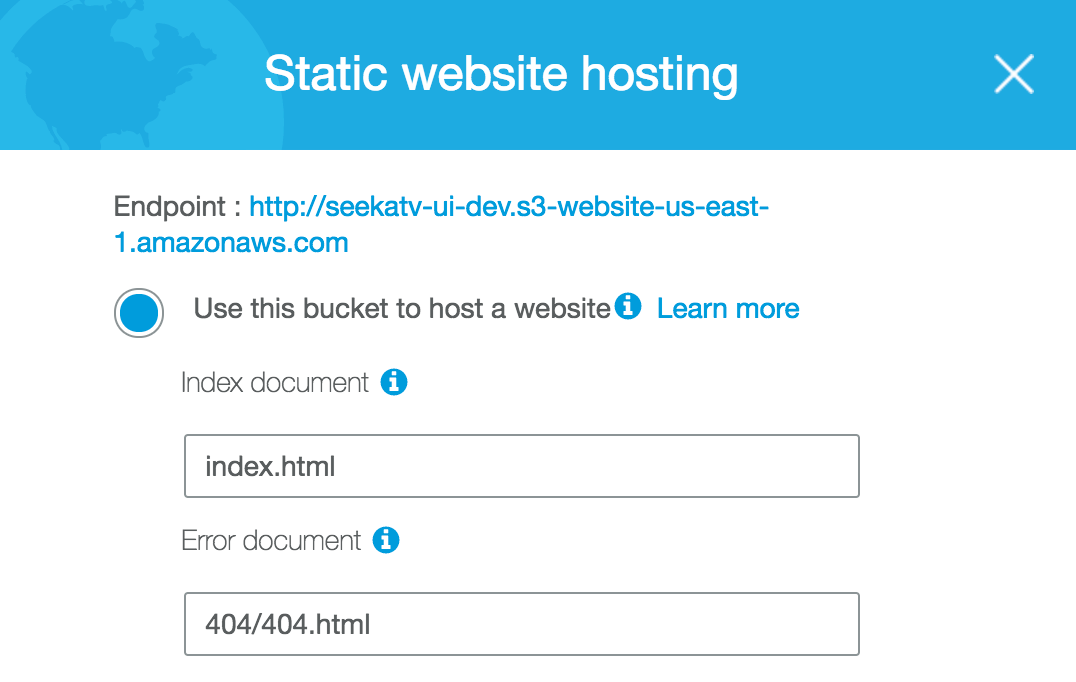 Static website hosting
Endpoint : http://seekatv-ui-dev.s3-website-us-east-
1.amazonaws.com
Use this bucket to host a website Learn more
Index document
index.html
Error document
404/404.html